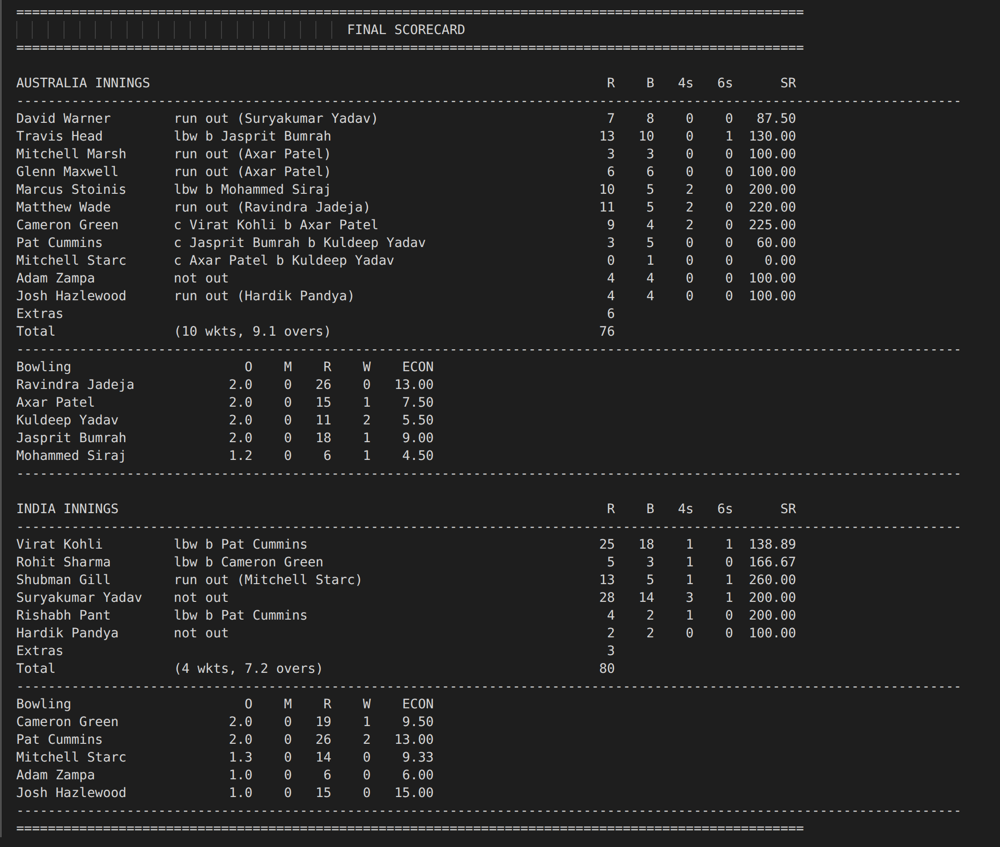 ====================================================================================================
FINAL SCORECARD
====================================================================================================
AUSTRALIA INNINGS                                                          R    B   4s   6s      SR
------------------------------------------------------------------------------------------------------------------------
David Warner        run out (Suryakumar Yadav)                             7    8    0    0   87.50
Travis Head         lbw b Jasprit Bumrah                                  13   10    0    1  130.00
Mitchell Marsh      run out (Axar Patel)                                   3    3    0    0  100.00
Glenn Maxwell       run out (Axar Patel)                                   6    6    0    0  100.00
Marcus Stoinis      lbw b Mohammed Siraj                                  10    5    2    0  200.00
Matthew Wade        run out (Ravindra Jadeja)                             11    5    2    0  220.00
Cameron Green       c Virat Kohli b Axar Patel                             9    4    2    0  225.00
Pat Cummins         c Jasprit Bumrah b Kuldeep Yadav                       3    5    0    0   60.00
Mitchell Starc      c Axar Patel b Kuldeep Yadav                           0    1    0    0    0.00
Adam Zampa          not out                                                4    4    0    0  100.00
Josh Hazlewood      run out (Hardik Pandya)                                4    4    0    0  100.00
Extras                                                                     6
Total               (10 wkts, 9.1 overs)                                  76
------------------------------------------------------------------------------------------------------------------------
Bowling                      O    M    R    W    ECON
Ravindra Jadeja            2.0    0   26    0   13.00
Axar Patel                 2.0    0   15    1    7.50
Kuldeep Yadav              2.0    0   11    2    5.50
Jasprit Bumrah             2.0    0   18    1    9.00
Mohammed Siraj             1.2    0    6    1    4.50
------------------------------------------------------------------------------------------------------------------------
INDIA INNINGS                                                              R    B   4s   6s      SR
------------------------------------------------------------------------------------------------------------------------
Virat Kohli         lbw b Pat Cummins                                     25   18    1    1  138.89
Rohit Sharma        lbw b Cameron Green                                    5    3    1    0  166.67
Shubman Gill        run out (Mitchell Starc)                              13    5    1    1  260.00
Suryakumar Yadav    not out                                               28   14    3    1  200.00
Rishabh Pant        lbw b Pat Cummins                                      4    2    1    0  200.00
Hardik Pandya       not out                                                2    2    0    0  100.00
Extras                                                                     3
Total               (4 wkts, 7.2 overs)                                   80
------------------------------------------------------------------------------------------------------------------------
Bowling                      O    M    R    W    ECON
Cameron Green              2.0    0   19    1    9.50
Pat Cummins                2.0    0   26    2   13.00
Mitchell Starc             1.3    0   14    0    9.33
Adam Zampa                 1.0    0    6    0    6.00
Josh Hazlewood             1.0    0   15    0   15.00
------------------------------------------------------------------------------------------------------------------------
====================================================================================================